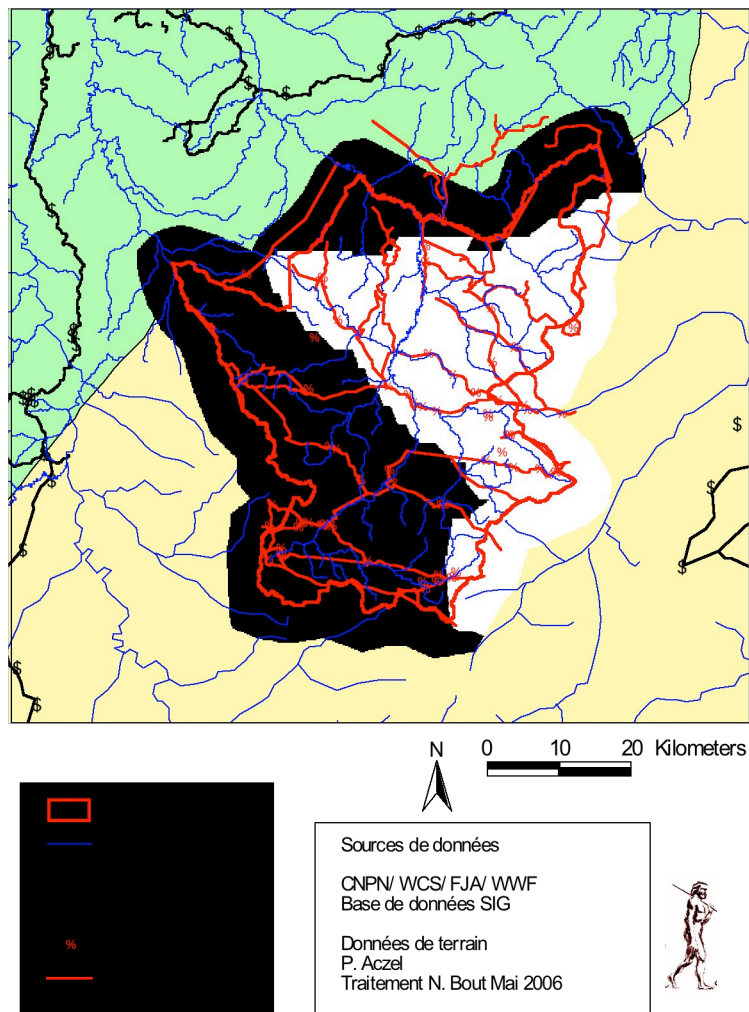 N
0 10 20 Kilometers
Sources de données
CNPN/ WCS/ FJA/ WWF
Base de données SIG
Données de terrain
P. Aczel
Traitement N. Bout Mai 2006